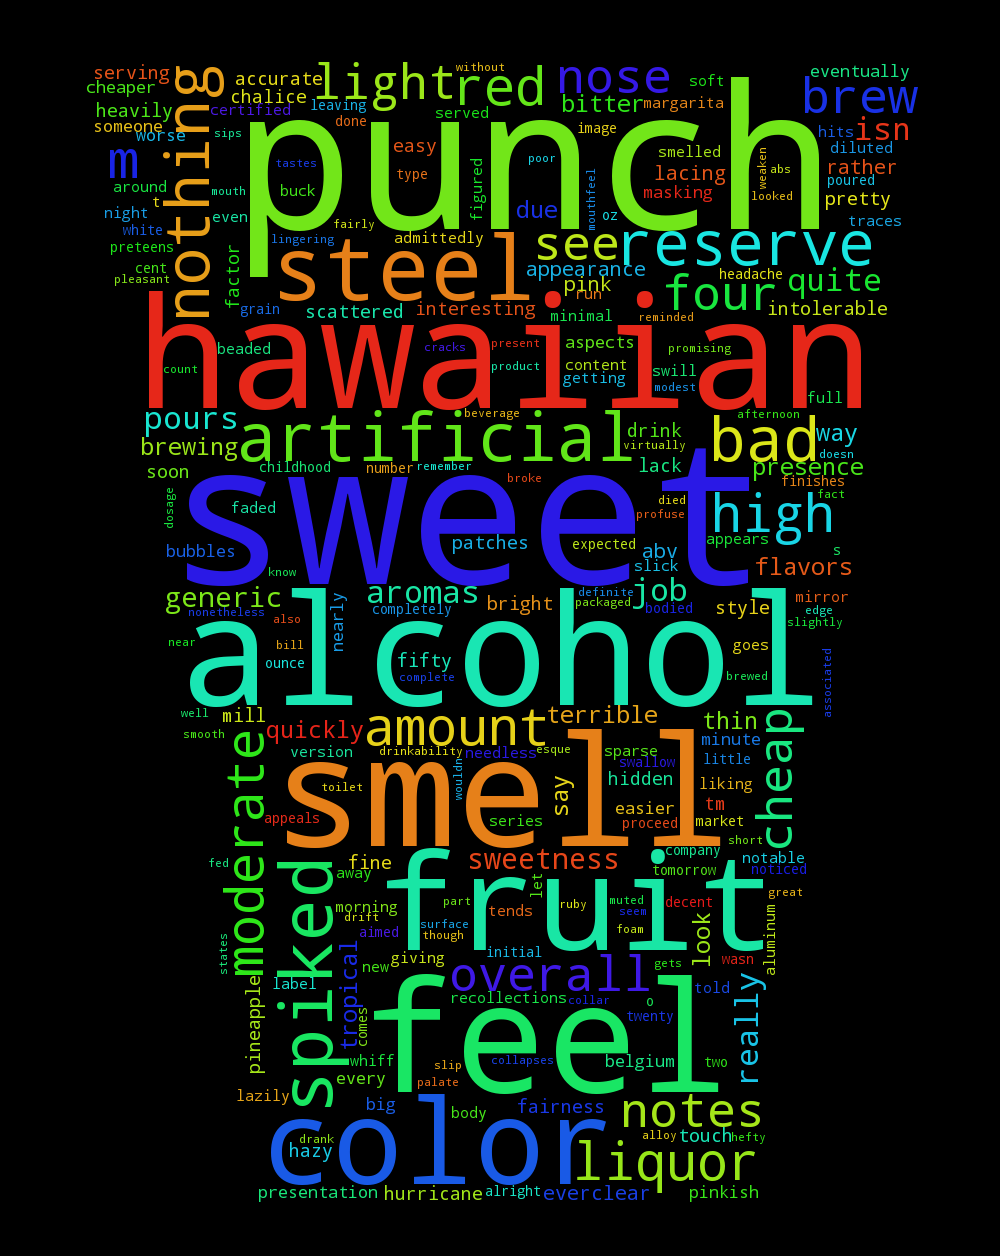 without
serving
light
red
nose
eventually
cheaper
accurate
soft
brew
heavily
chalice
certified
leaving
served
bitter
margarita
someone
worse
sips
done
punch
image
hits
isn
nothing
m
tastes
easy
poor
smelled
weaken
abs
diluted
around
mouth
buck
type
figured
mouthfeel
lacing
rather
t
masking
looked
poured
pretty
night
even
fairly
due
oz
traces
white
lingering
admittedly
see
reserve
preteens
factor
steel
appearance
headache
quite
cent
pleasant
pink
run
four
intolerable
grain
scattered
interesting
minimal
reminded
hawaiian
beaded
cracks
present
aspects
promising
count
product
content
getting
swill
modest
full
pours
artificial
beverage
drink
bad
afternoon
way
brewing
virtually
doesn
soon
childhood
number
remember
lack
presence
dosage
broke
finishes
sweet
died
high
fact
faded
profuse
bubbles
patches
expected
abv
appears
s
know
slick
flavors
generic
aromas
definite
job
mirror
nonetheless
completely
bright
packaged
bodied
style
edge
also
nearly
slightly
near
bill
alcohol
goes
ounce
fifty
complete
brewed
associated
well
mill
amount
terrible
thin
smooth
quickly
cheap
moderate
version
drinkability
needless
esque
sparse
minute
wouldn
swallow
little
toilet
smell
say
hidden
liking
appeals
series
easier
tm
proceed
market
short
fed
fine
sweetness
company
notable
away
let
tomorrow
noticed
spiked
fruit
great
morning
part
ruby
muted
decent
drift
tends
seem
look
aluminum
aimed
surface
foam
though
states
giving
initial
wasn
new
overall
gets
pineapple
label
tropical
really
told
recollections
collar
o
comes
twenty
feel
whiff
slip
collapses
belgium
two
every
palate
lazily
big
body
fairness
notes
color
drank
alloy
touch
hefty
hazy
liquor
presentation
hurricane
alright
everclear
pinkish